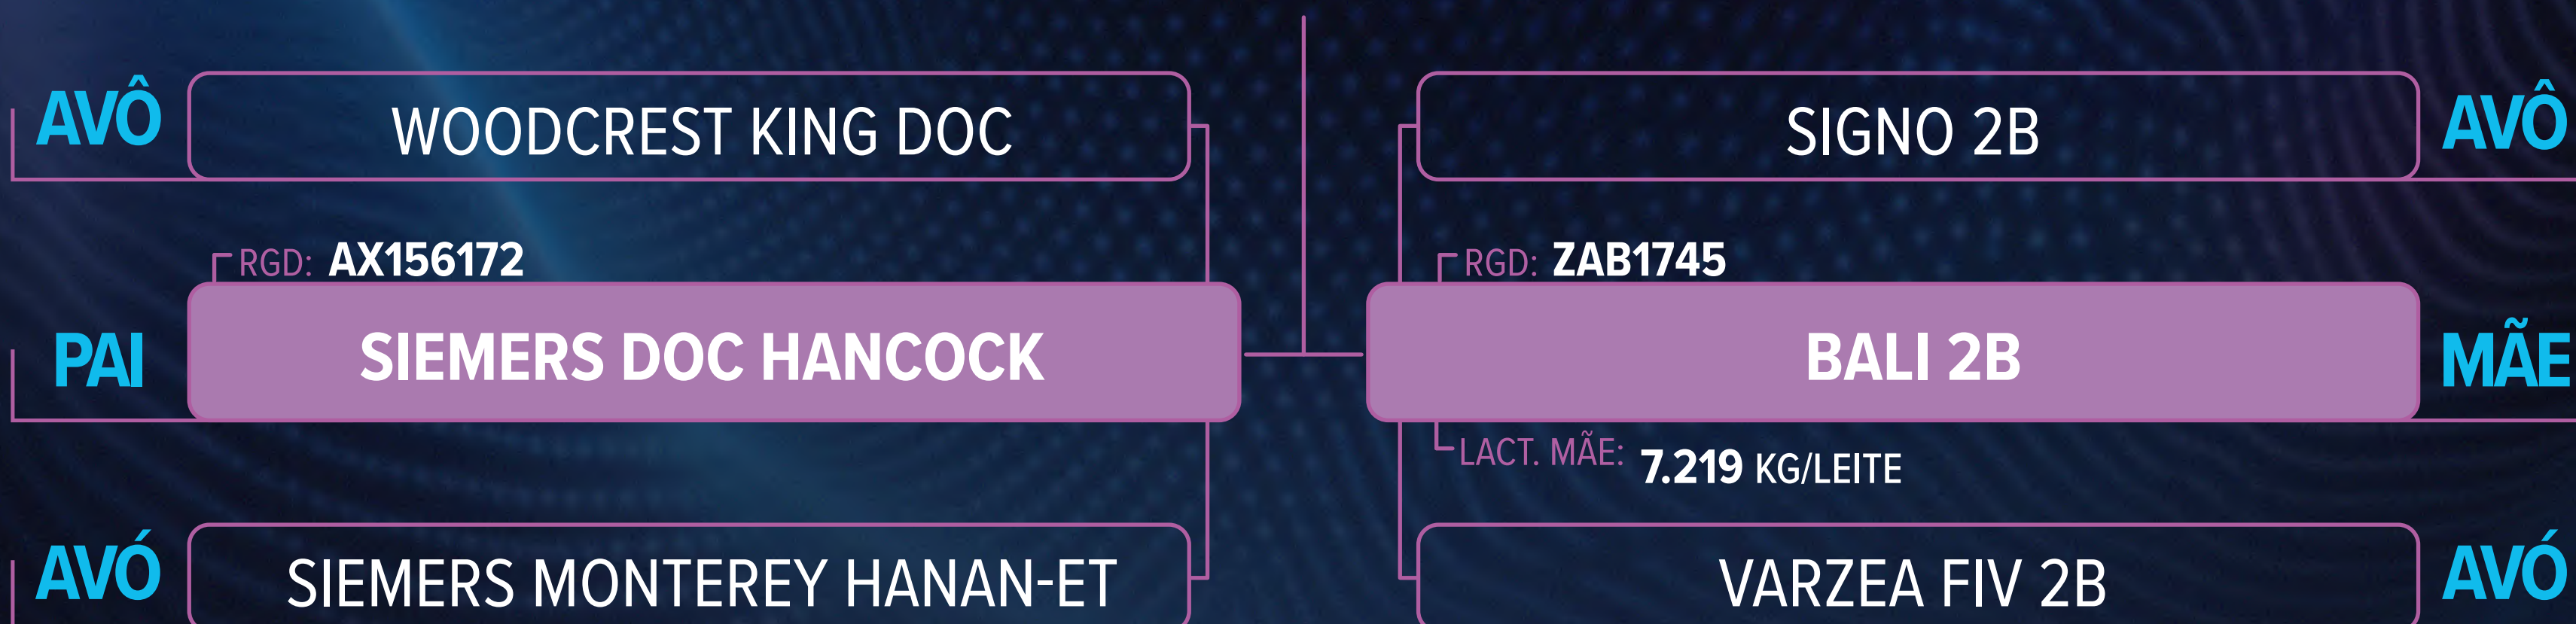 AVÔ
WOODCREST KING DOC
RGD: AX156172
PAI
SIEMERS DOC HANCOCK
AVÓ
SIEMERS MONTEREY HANAN-ET
SIGNO 2B
AVÔ
RGD: ZAB1745
BALI 2B
MÃE
LACT. MÃE: 7.219 KG/LEITE
VARZEA FIV 2B
AVÓ